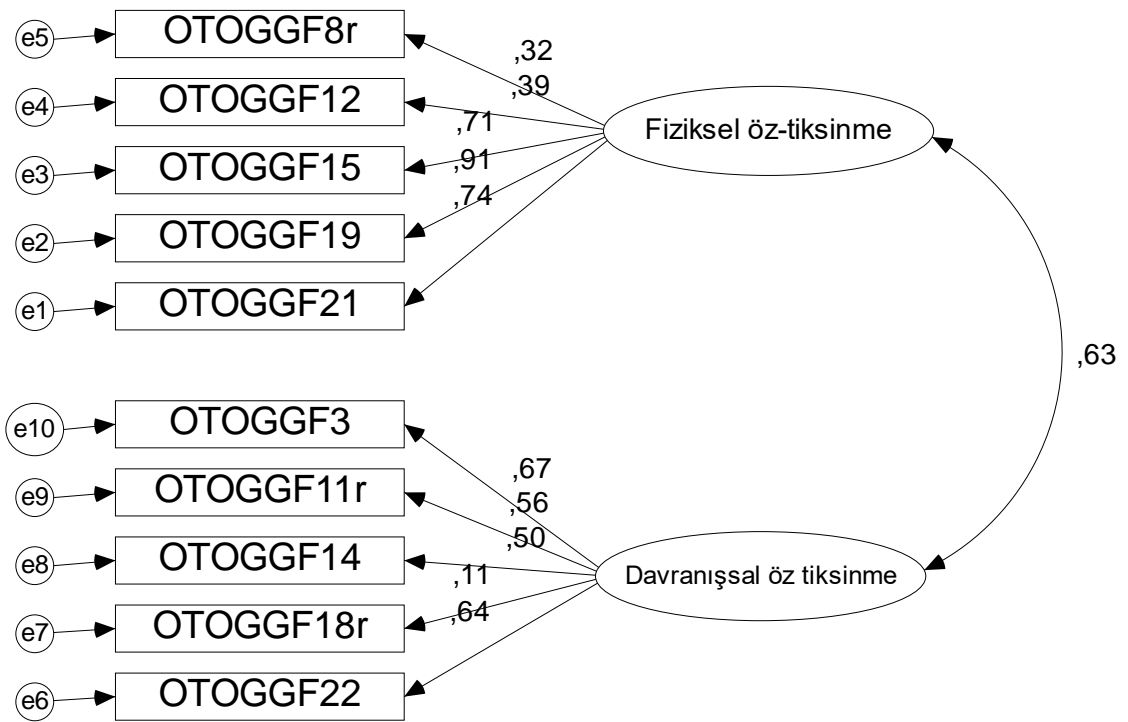 e5
OTOGGF8r
,32
e4
OTOGGF12
,39
Fiziksel öz-tiksinme
e3
OTOGGF15
,71
e2
OTOGGF19
,91
e1
OTOGGF21
,74
,63
e10
OTOGGF3
,67
e9
OTOGGF11r
,56
e8
OTOGGF14
,50
Davranışsal öz tiksinme
e7
OTOGGF18r
,11
e6
OTOGGF22
,64